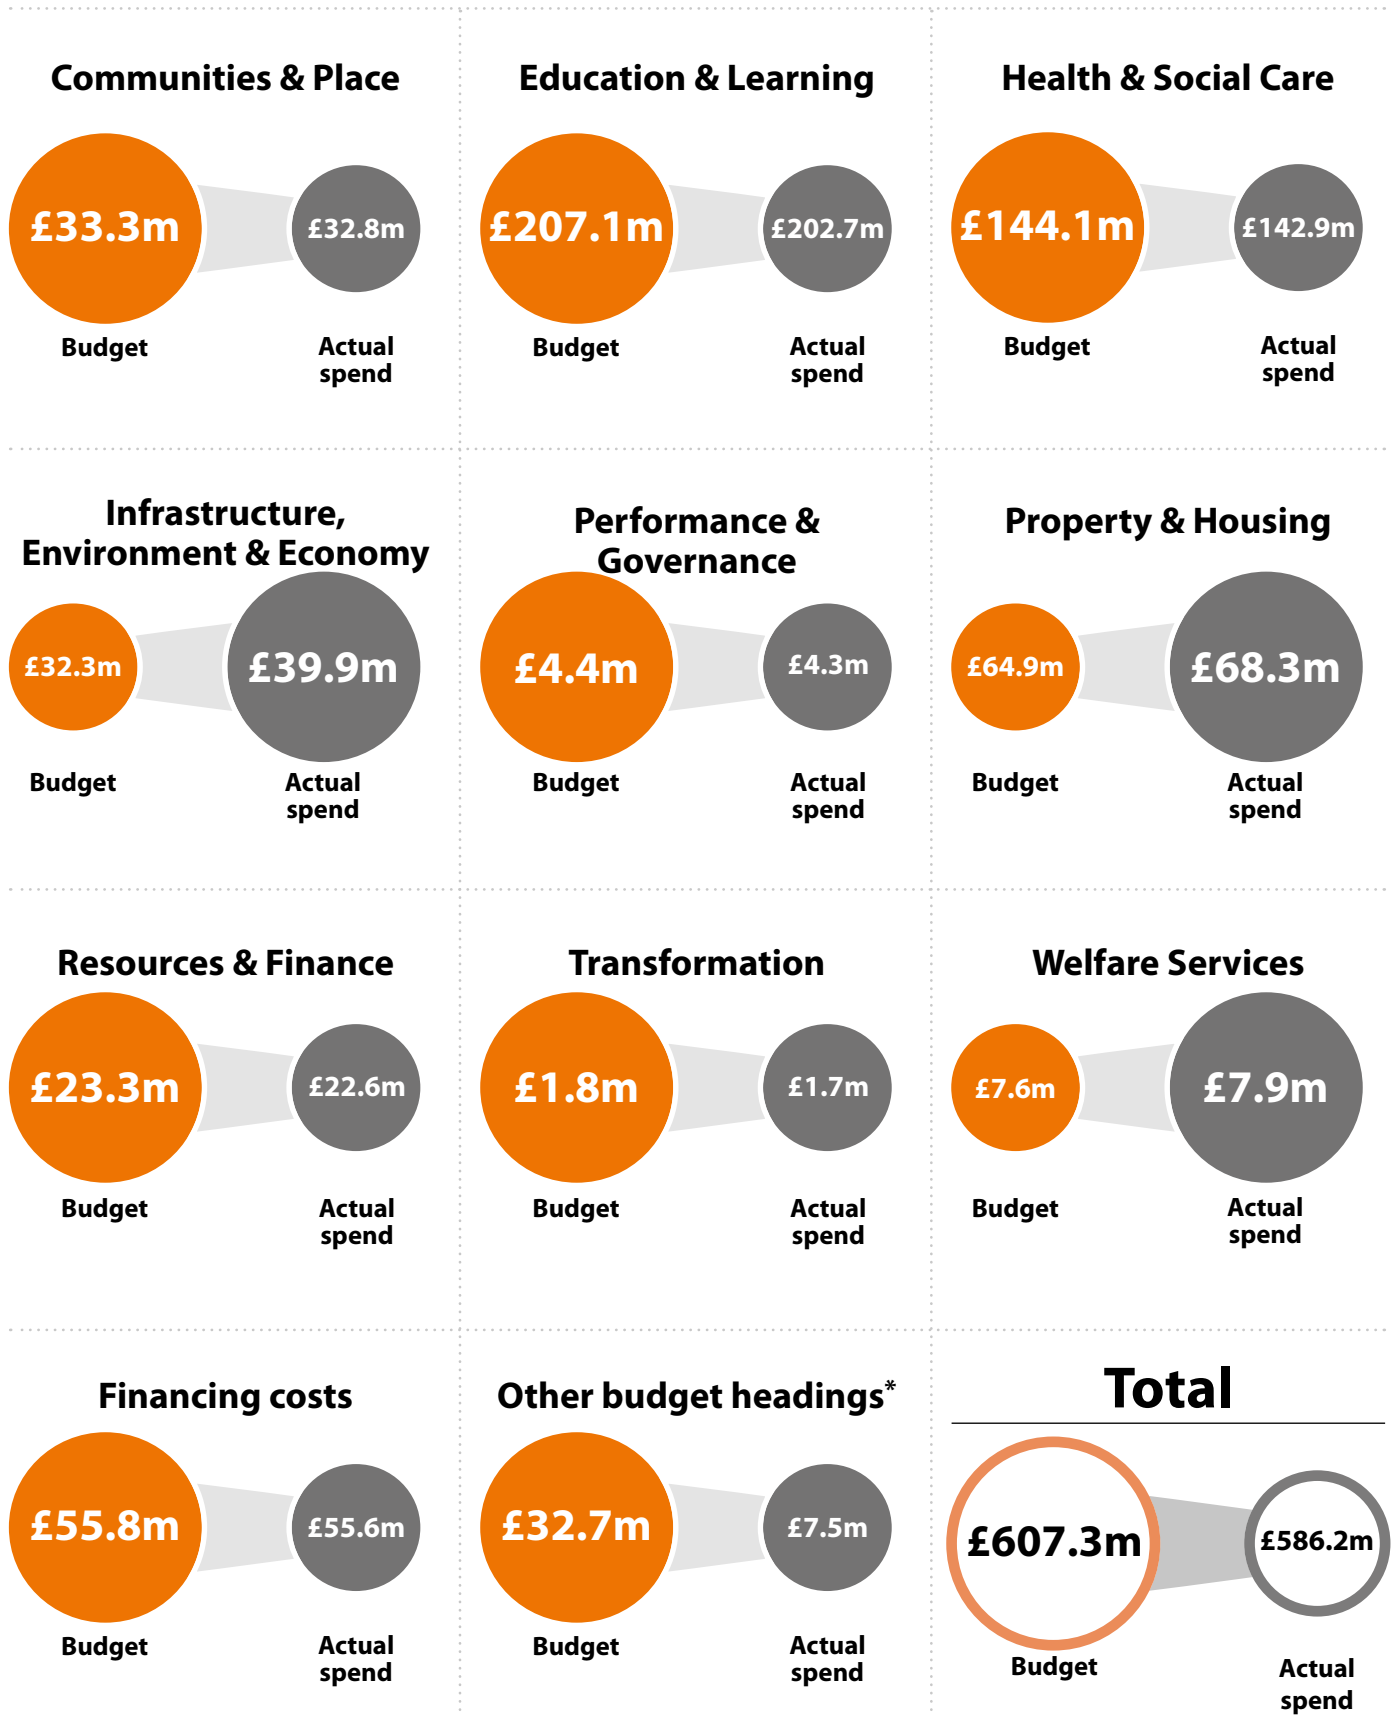 Communities & Place
£33.3m
£32.8m
Budget
Actual
spend
Education & Learning
£207.1m
£202.7m
Budget
Actual
spend
Health & Social Care
£144.1m
£142.9m
Budget
Actual
spend
Infrastructure,
Environment & Economy
£32.3m
£39.9m
Budget
Actual
spend
Performance &
Governance
£4.4m
£4.3m
Budget
Actual
spend
Property & Housing
£64.9m
£68.3m
Budget
Actual
spend
Resources & Finance
£23.3m
£22.6m
Budget
Actual
spend
Transformation
£1.8m
£1.7m
Budget
Actual
spend
Welfare Services
£7.6m
£7.9m
Budget
Actual
spend
Financing costs
£55.8m
£55.6m
Budget
Actual
spend
Other budget headings*
£32.7m
£7.5m
Budget
Actual
spend
Total
£607.3m
£586.2m
Budget
Actual
spend